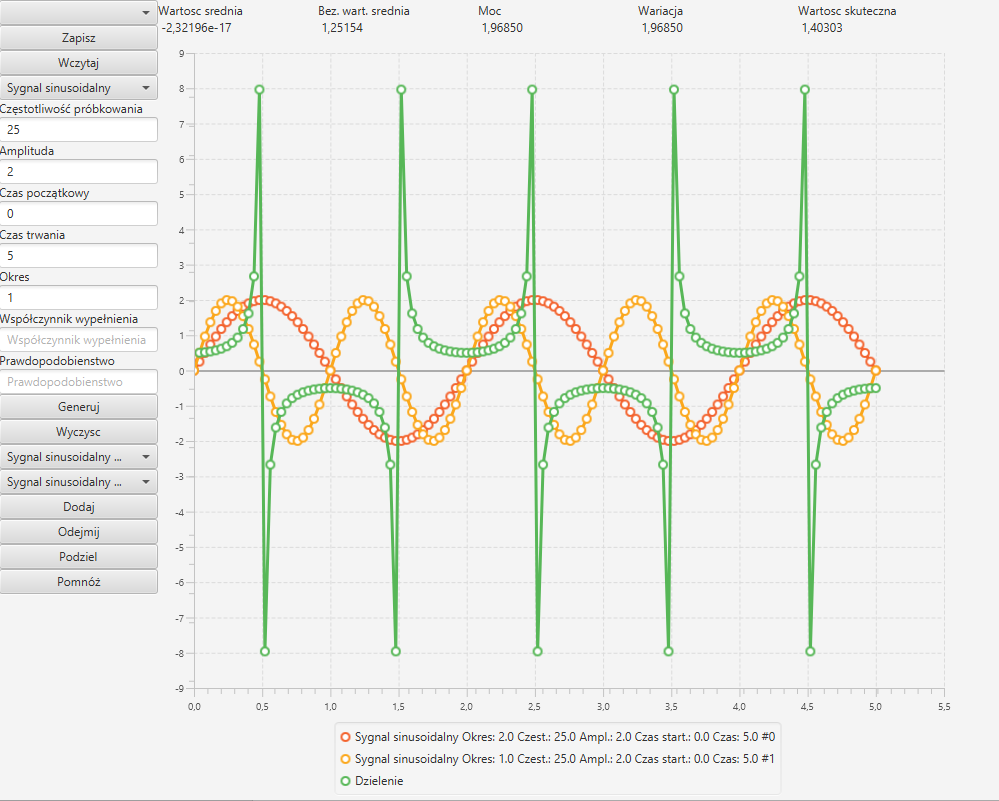 Wartosc srednia Bez. wart. srednia Moc Wariacja Wartosc skuteczna
-2,32196e-17 1,25154 1,96850 1,96850 1,40303
Zapisz
Wczytaj
Sygnal sinusoidalny
Częstotliwość próbkowania
25
Amplituda
2
Czas początkowy
0
Czas trwania
5
Okres
1
Współczynnik wypełnienia
Współczynnik wypełnienia
Prawdopodobienstwo
Prawdopodobienstwo
Generuj
Wyczysc
Sygnal sinusoidalny ...
Sygnal sinusoidalny ...
Dodaj
Odejmij
Podziel
Pomnóż
9
8
7
6
5
4
3
2
1
0
-1
-2
-3
-4
-5
-6
-7
-8
-9
0,0 0,5 1,0 1,5 2,0 2,5 3,0 3,5 4,0 4,5 5,0 5,5
Sygnal sinusoidalny Okres: 2.0 Czest.: 25.0 Ampl.: 2.0 Czas start.: 0.0 Czas: 5.0 #0
Sygnal sinusoidalny Okres: 1.0 Czest.: 25.0 Ampl.: 2.0 Czas start.: 0.0 Czas: 5.0 #1
Dzielenie